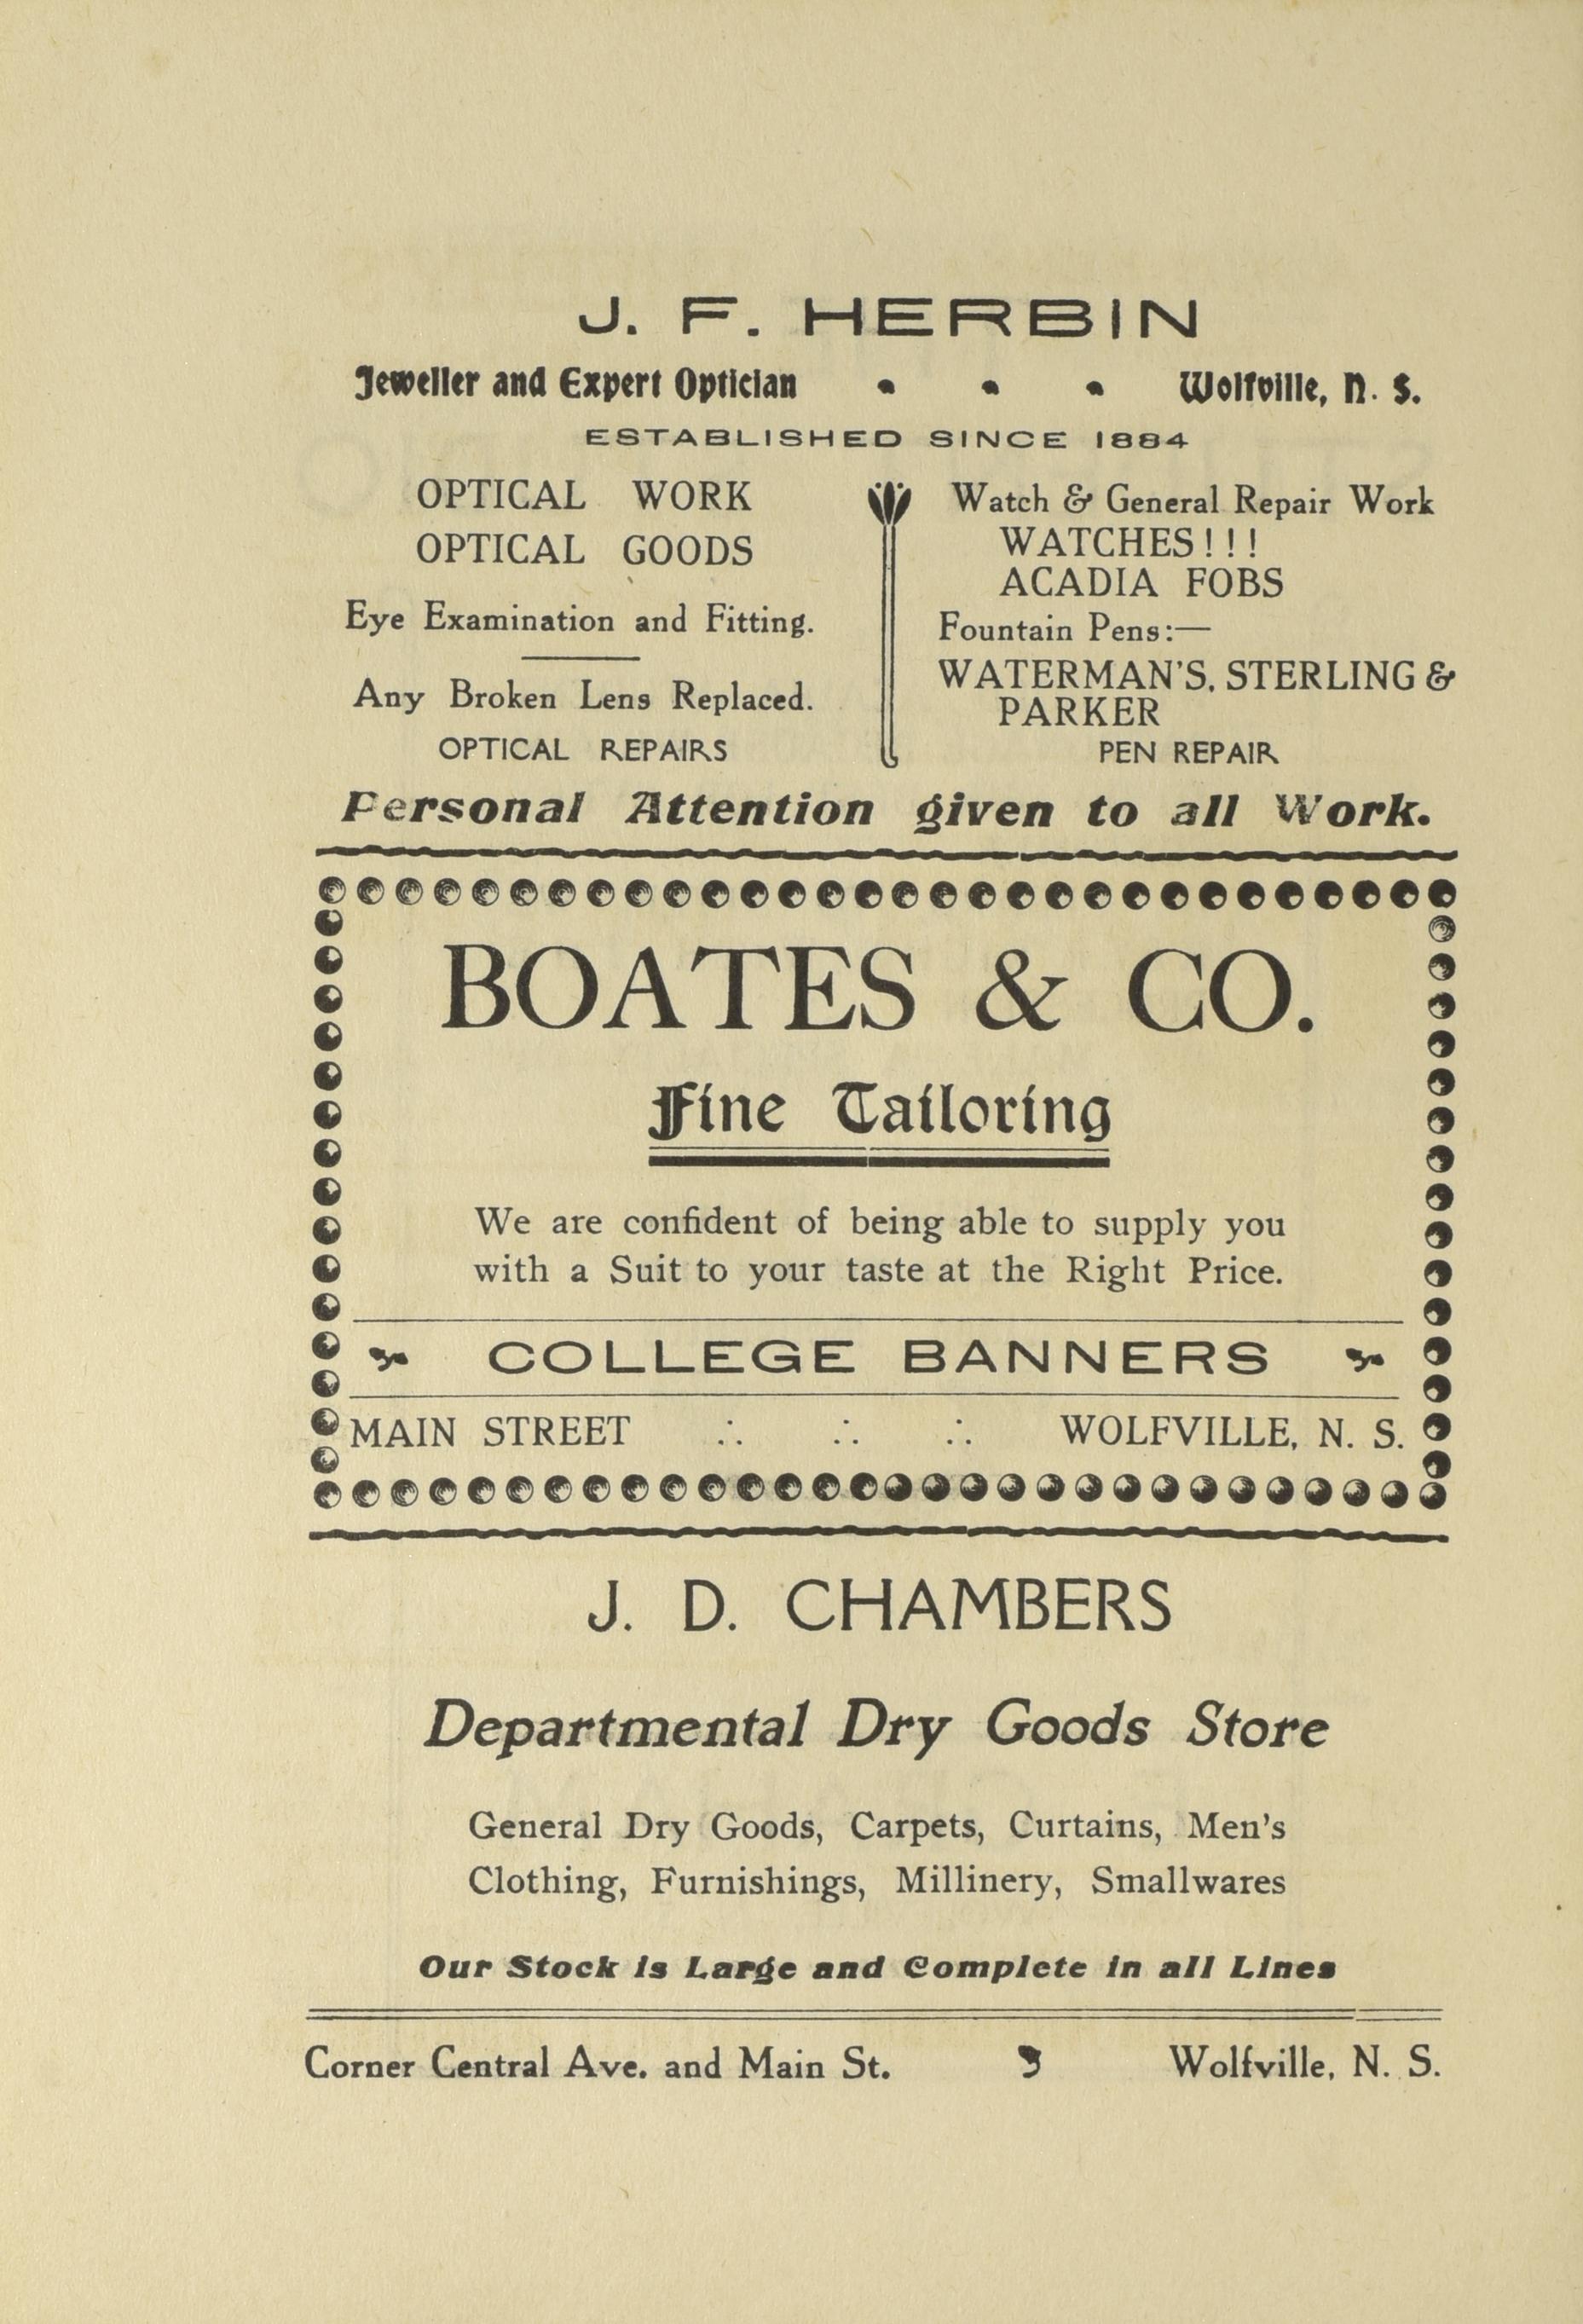 J. F. HERBIN
Jeweller and Expert Optician • • • Wolfville, N. S.
ESTABLISHED SINCE 1884
OPTICAL WORK
OPTICAL GOODS
Eye Examination and Fitting.
Any Broken Lens Replaced.
OPTICAL REPAIRS
Watch & General Repair Work
WATCHES!!!
ACADIA FOBS
Fountain Pens:—
WATERMAN'S, STERLING &
PARKER
PEN REPAIR
Personal Attention given to all Work.
BOATES & CO.
Fine Tailoring
We are confident of being able to supply you
with a Suit to your taste at the Right Price.
COLLEGE BANNERS
MAIN STREET ∴ ∴ ∴ WOLFVILLE, N. S.
J. D. CHAMBERS
Departmental Dry Goods Store
General Dry Goods, Carpets, Curtains, Men's
Clothing, Furnishings, Millinery, Smallwares
Our Stock is Large and Complete in all Lines
Corner Central Ave. and Main St. Wolfville, N. S.